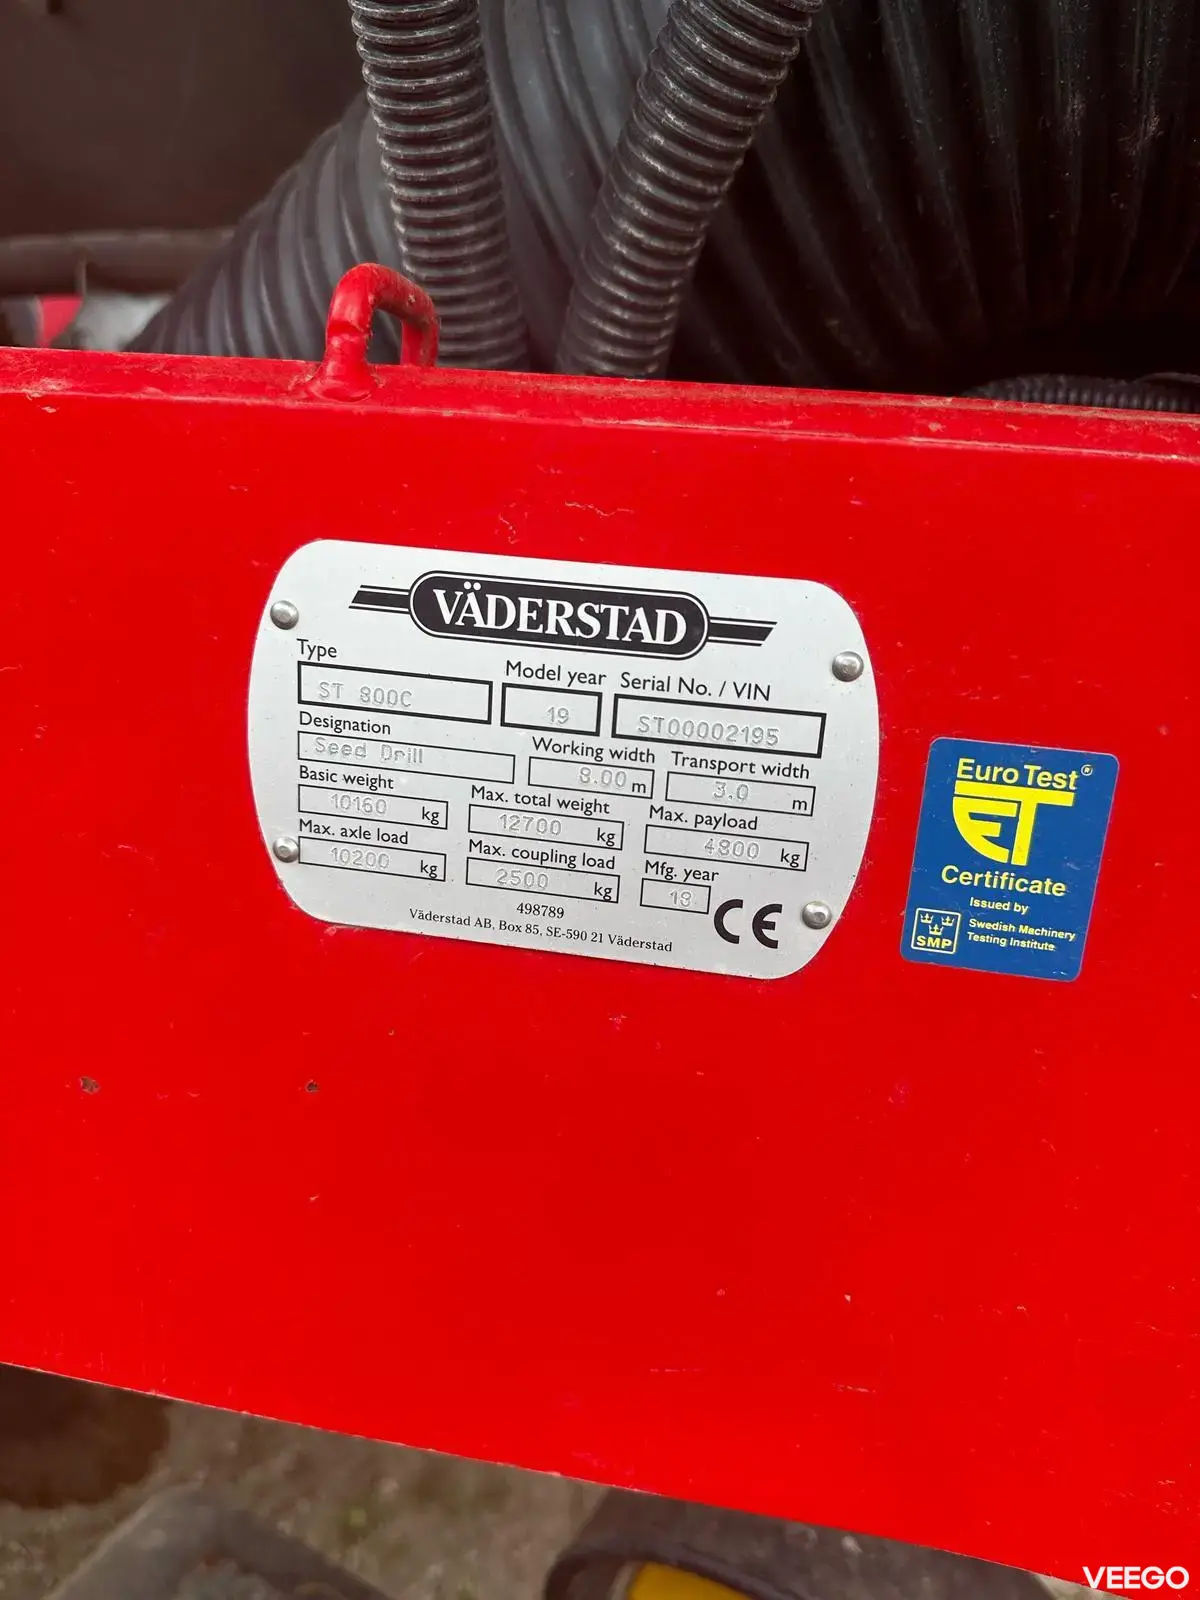 VÄDERSTAD
Type
Model year
Serial No. / VIN
ST 800C
19
ST00002195
Designation
Working width
Transport width
Seed Drill
8.00 m
3.0 m
Basic weight
Max. total weight
Max. payload
10160 kg
12700 kg
4800 kg
Max. axle load
Max. coupling load
Mfg. year
10200 kg
2500 kg
CE
498789
Väderstad AB, Box 85, SE-590 21 Väderstad
Euro Test®
ET
Certificate
Issued by
SMP
Swedish Machinery
Testing Institute
VEEGO